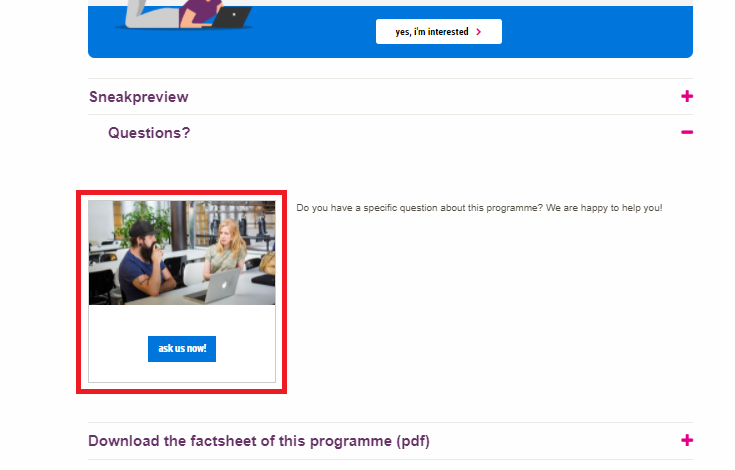 yes, i'm interested
Sneakpreview
Questions?
Do you have a specific question about this programme? We are happy to help you!
ask us now!
Download the factsheet of this programme (pdf)